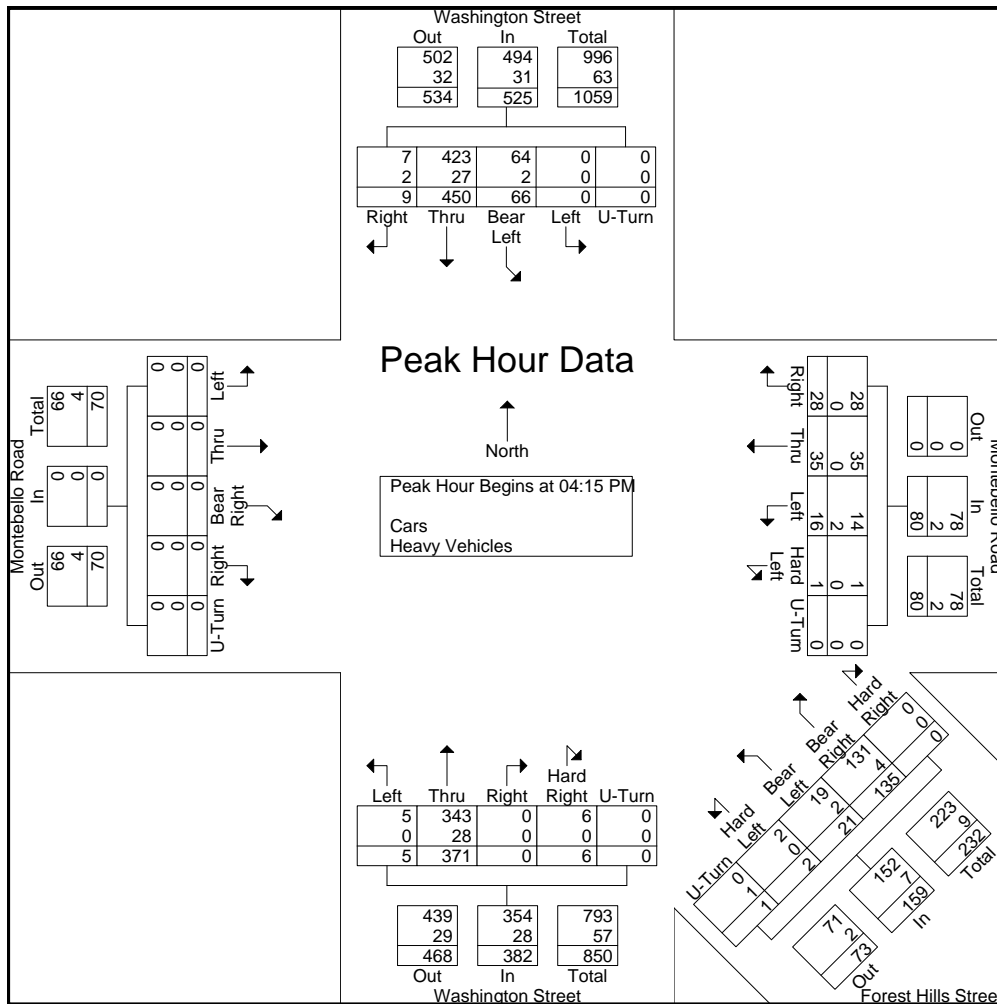 Washington Street
Out In Total
502 494 996
32 31 63
534 525 1059
7 423 64 0 0
2 27 2 0 0
9 450 66 0 0
Right Thru Bear Left Left U-Turn
Peak Hour Data
North
Peak Hour Begins at 04:15 PM
Cars
Heavy Vehicles
Montebello Road
Total In Out
66 0 66
4 0 4
70 0 70
Left Thru Bear Right Right U-Turn
0 0 0 0 0
0 0 0 0 0
0 0 0 0 0
Montebello Road
Out In Total
0 78 78
0 2 2
0 80 80
28 35 14 1 0
0 0 2 0 0
28 35 16 1 0
Right Thru Left Hard Left U-Turn
Left Thru Right Hard Right U-Turn
5 343 0 6 0
0 28 0 0 0
5 371 0 6 0
439 354 793
29 28 57
468 382 850
Out In Total
Washington Street
U-Turn Hard Left Bear Left Bear Right Hard Right
0 2 19 131 0
1 0 2 4 0
1 2 21 135 0
71 152 223
2 7 9
73 159 232
Out In Total
Forest Hills Stree